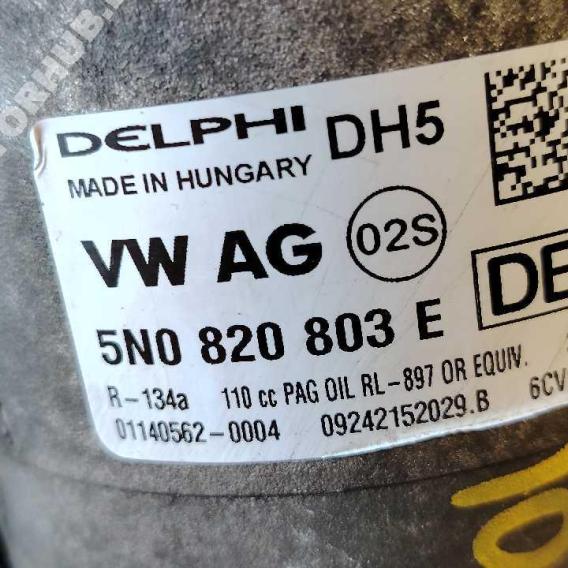 DELPHI DH5
MADE IN HUNGARY
VW AG 02S
5N0 820 803 E DE
R-134a 110 cc PAG OIL RL-897 OR EQUIV. 6CV
01140562-0004 09242152029.B